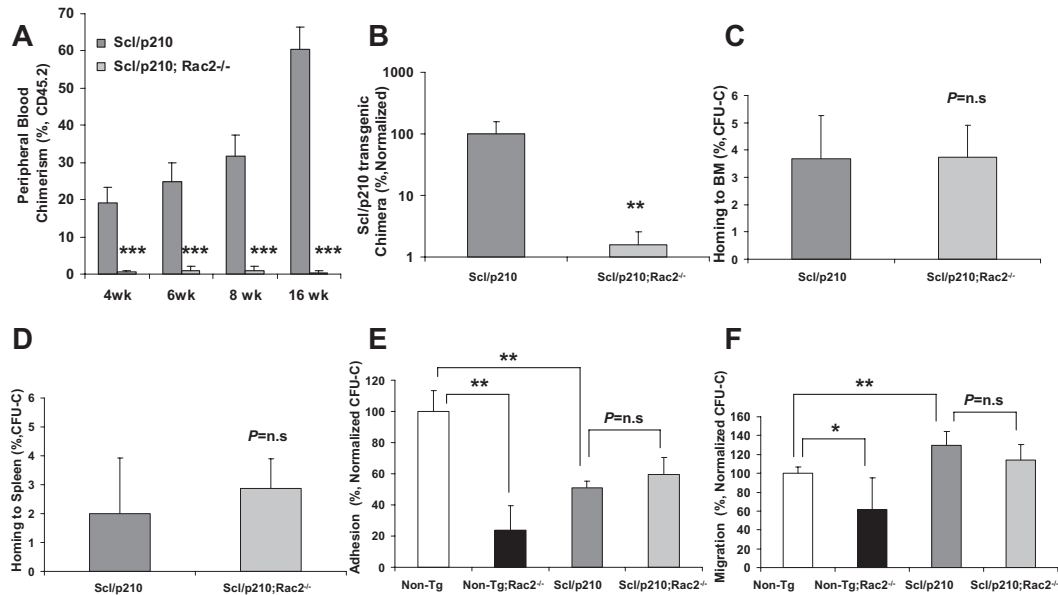 A
Peripheral Blood
Chimerism (%, CD45.2)
70
60
50
40
30
20
10
0
Scl/p210
Scl/p210; Rac2-/-
***
***
***
***
4wk
6wk
8 wk
16 wk
B
Scl/p210 transgenic
Chimera (%,Normalized)
1000
100
10
1
**
Scl/p210
Scl/p210;Rac2-/-
C
Homing to BM (%,CFU-C)
6
5
4
3
2
1
0
P=n.s
Scl/p210
Scl/p210;Rac2-/-
D
Homing to Spleen (%,CFU-C)
6
5
4
3
2
1
0
P=n.s
Scl/p210
Scl/p210;Rac2-/-
E
Adhesion (%, Normalized CFU-C)
120
100
80
60
40
20
0
**
**
P=n.s
Non-Tg
Non-Tg;Rac2-/-
Scl/p210
Scl/p210;Rac2-/-
F
Migration (%, Normalized CFU-C)
160
140
120
100
80
60
40
20
0
**
*
P=n.s
Non-Tg
Non-Tg;Rac2-/-
Scl/p210
Scl/p210;Rac2-/-